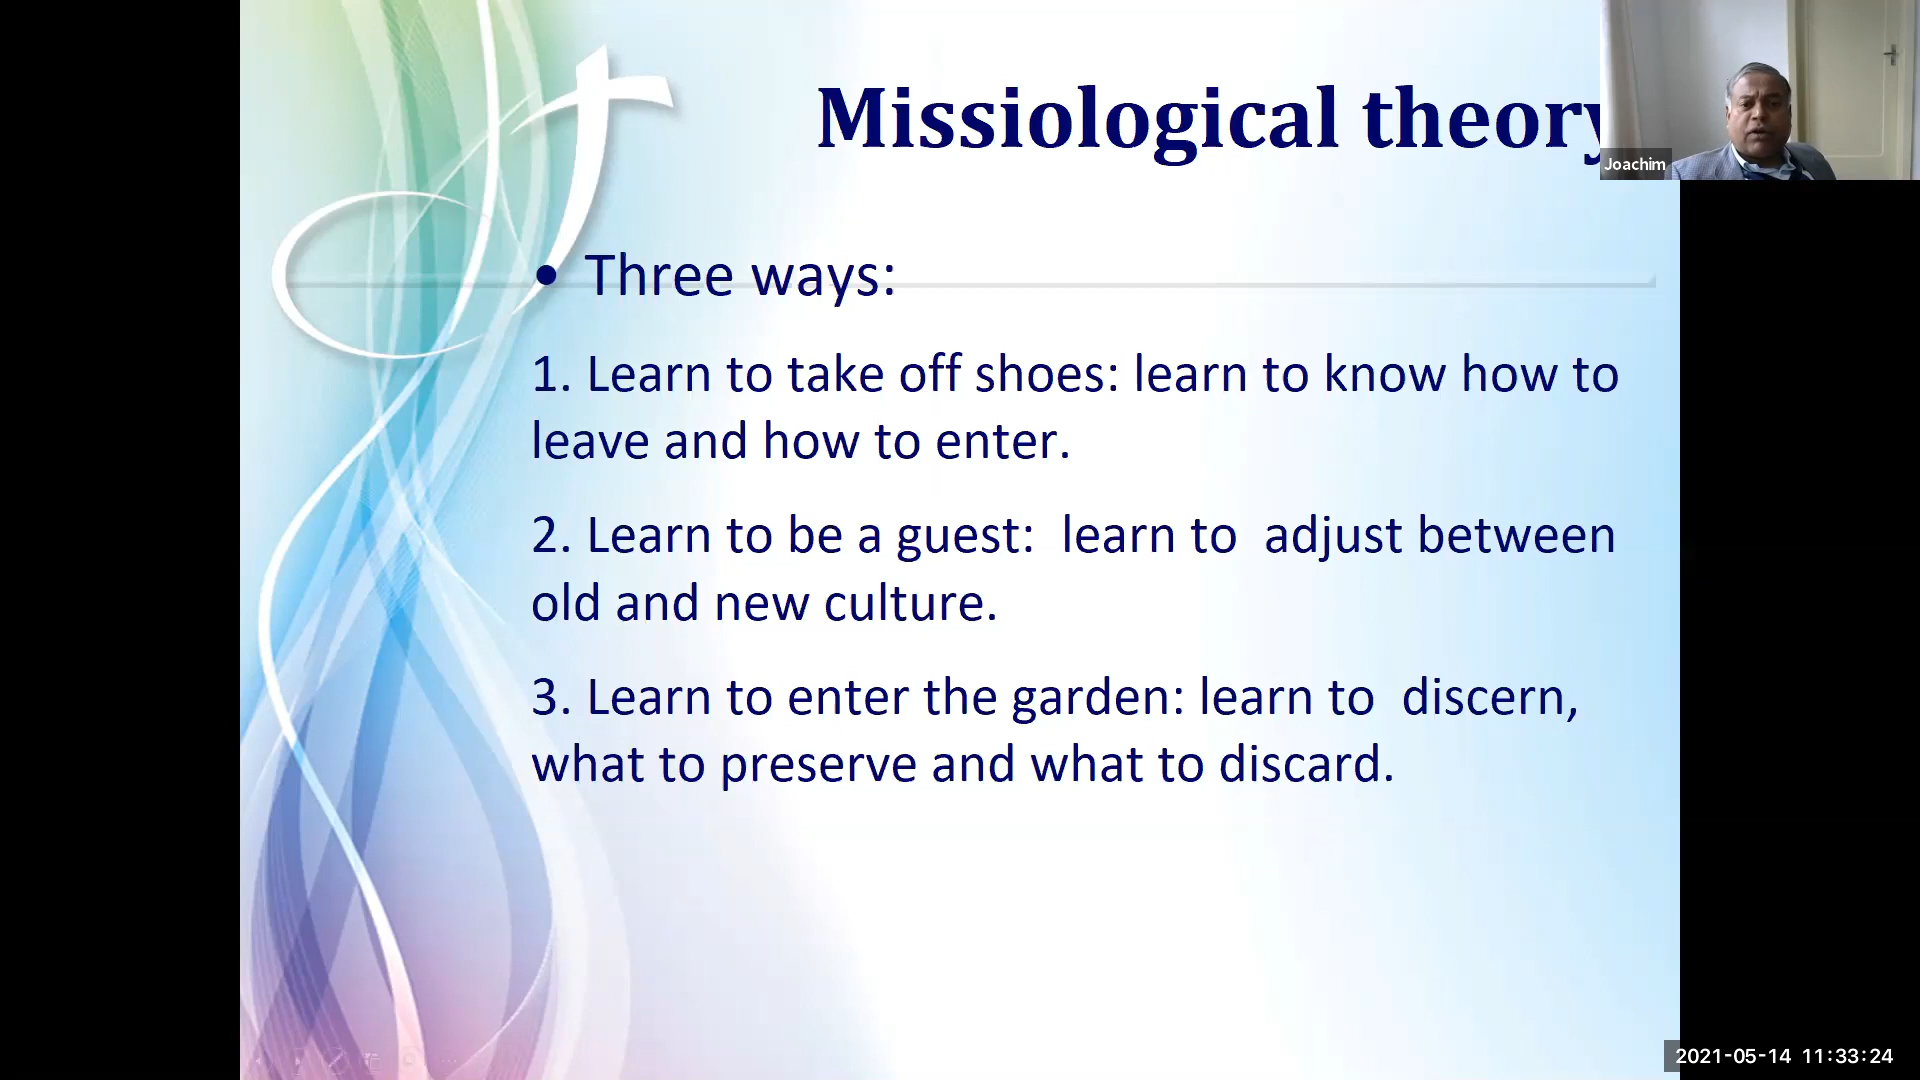 Missiological theory
Joachim
• Three ways:
1. Learn to take off shoes: learn to know how to
leave and how to enter.
2. Learn to be a guest:  learn to  adjust between
old and new culture.
3. Learn to enter the garden: learn to  discern,
what to preserve and what to discard.
2021-05-14 11:33:24